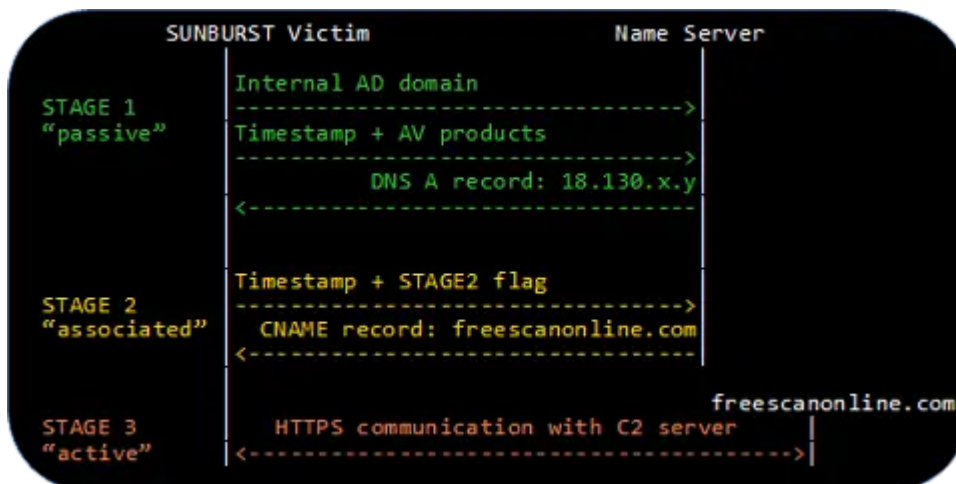 SUNBURST Victim Name Server
Internal AD domain
STAGE 1
“passive”
Timestamp + AV products
DNS A record: 18.130.x.y
Timestamp + STAGE2 flag
STAGE 2
“associated”
CNAME record: freescanonline.com
freescanonline.com
STAGE 3
“active”
HTTPS communication with C2 server